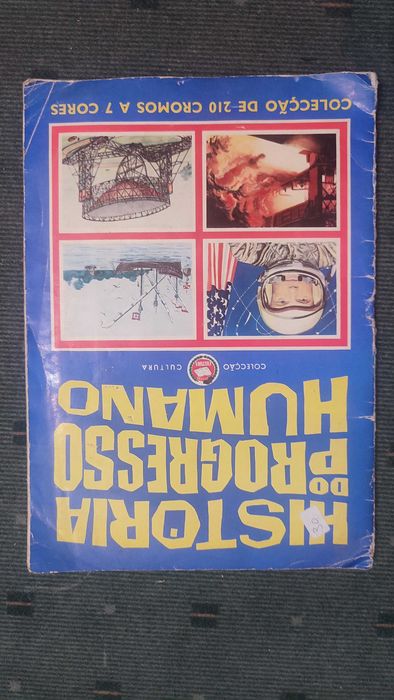 HISTÓRIA
DO
PROGRESSO
HUMANO
COLECÇÃO CULTURA
COLECÇÃO DE 210 CROMOS A 7 CORES